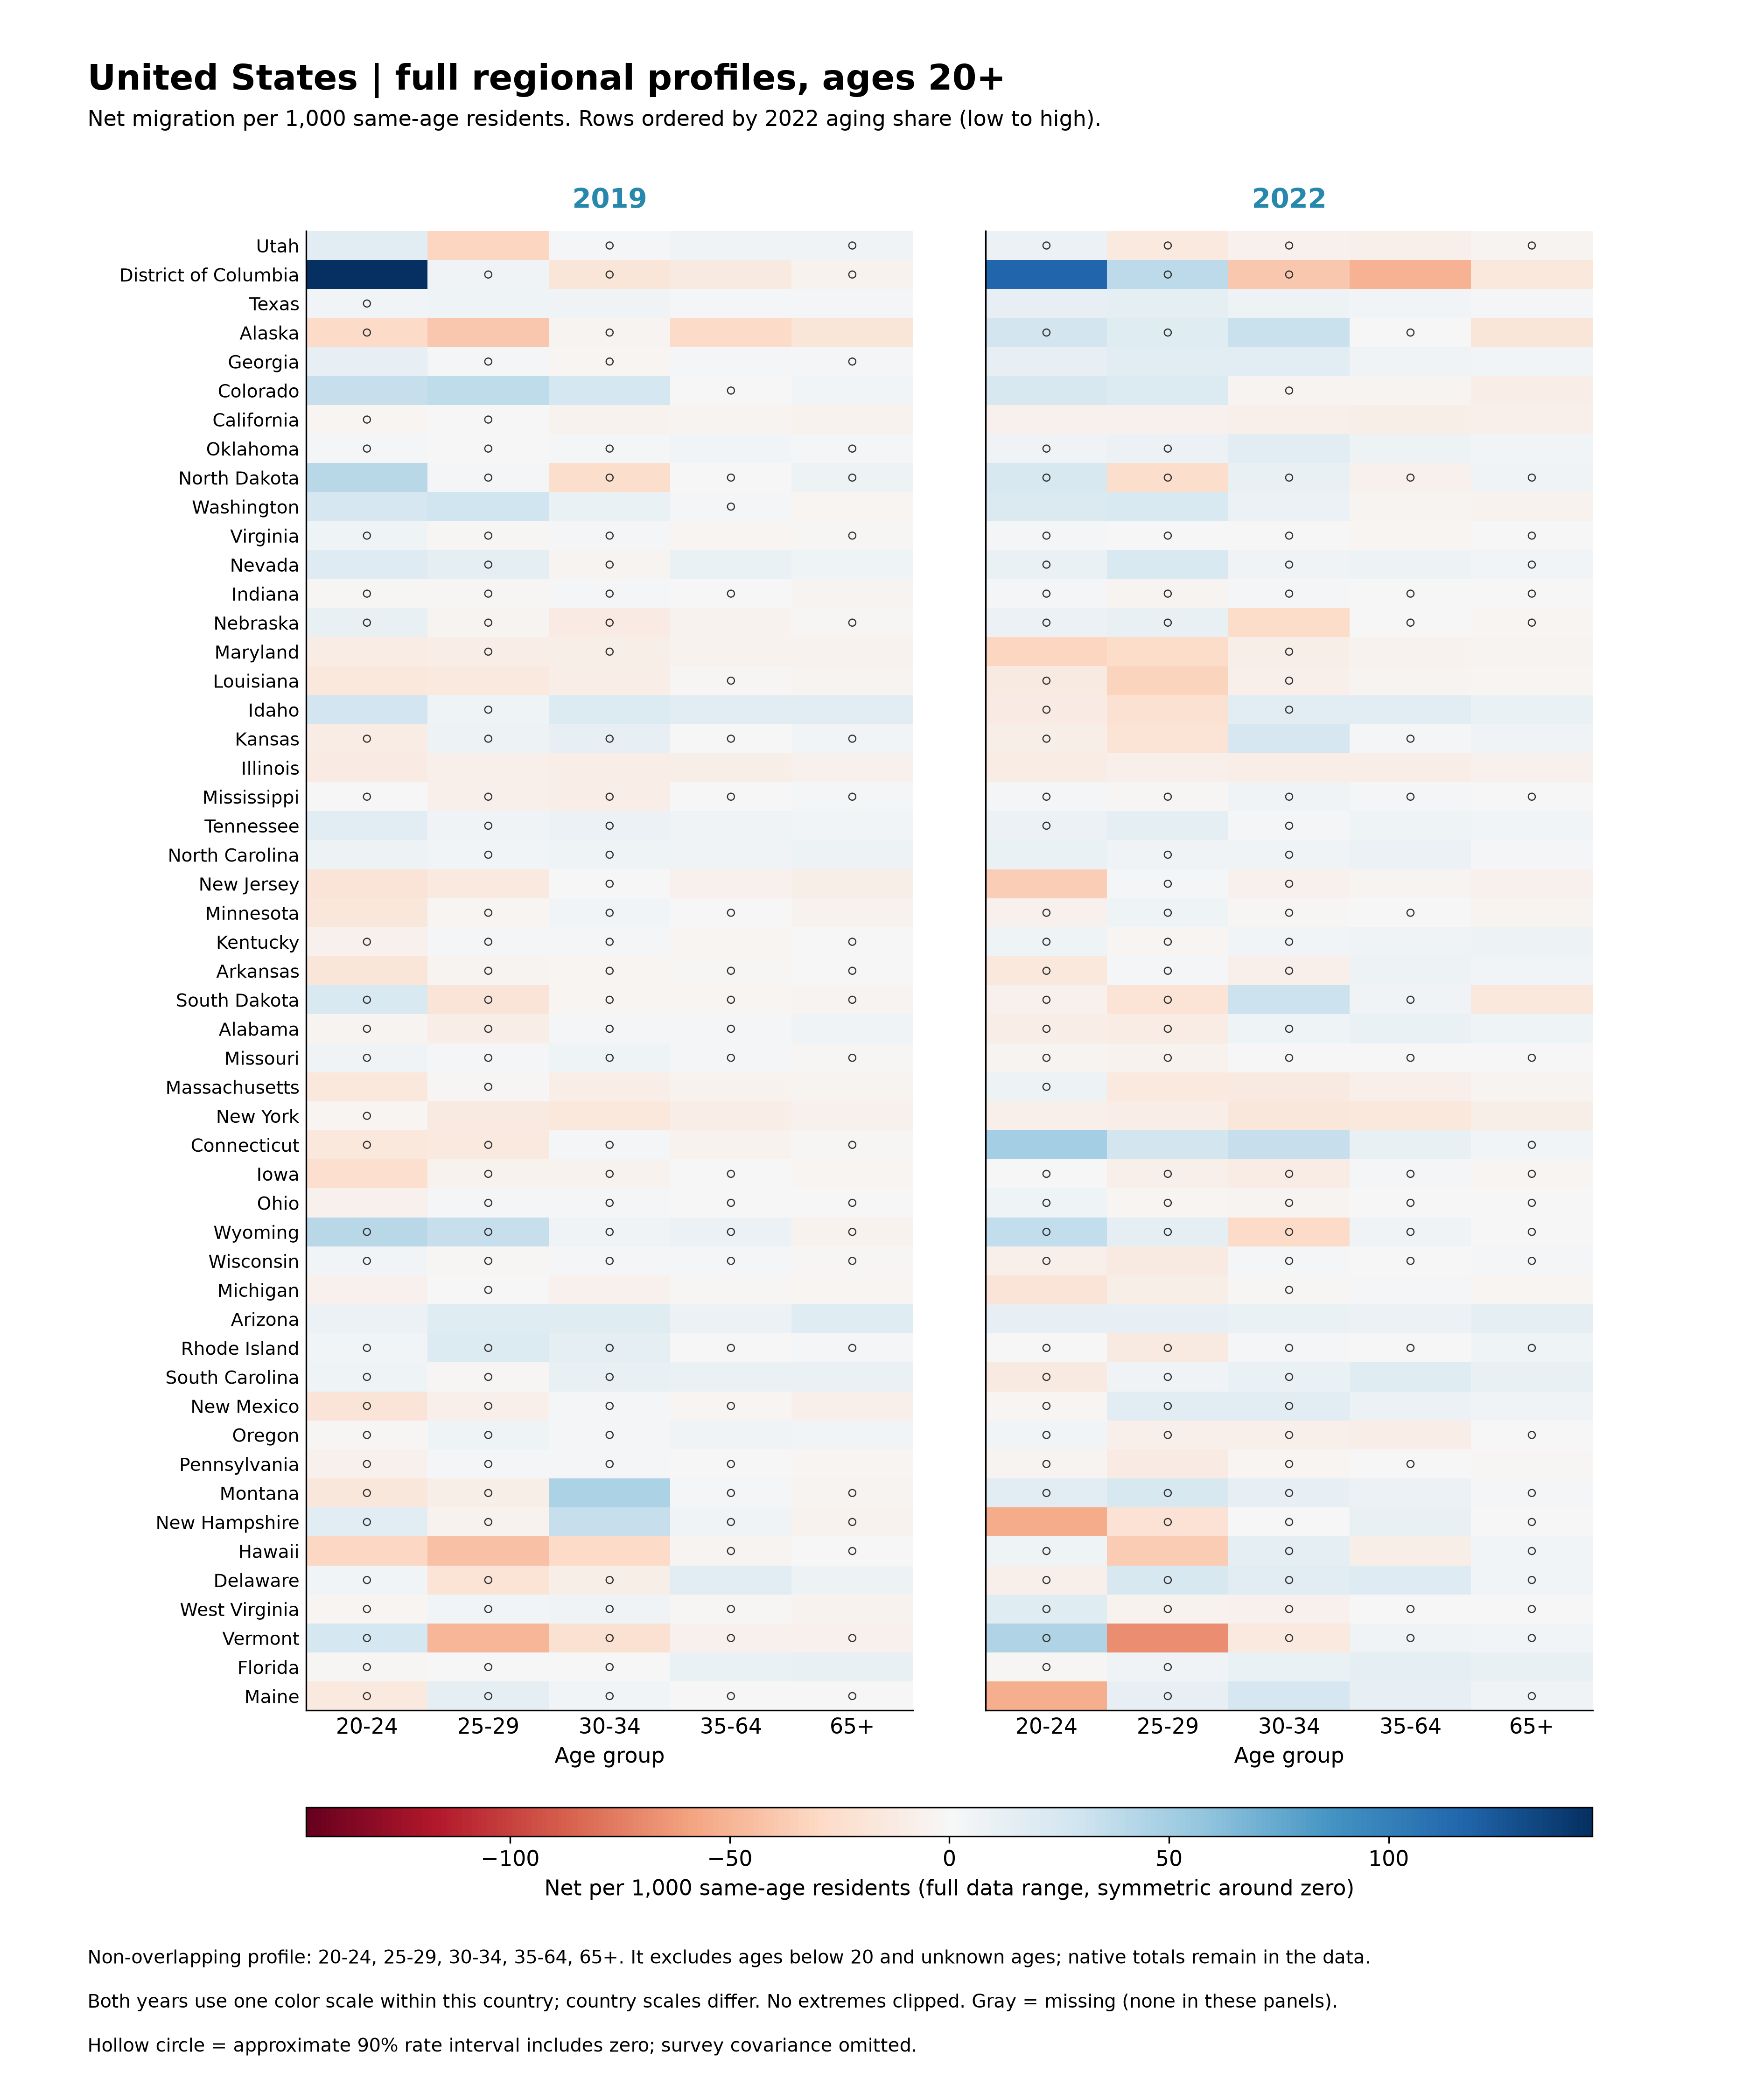 United States | full regional profiles, ages 20+
Net migration per 1,000 same-age residents. Rows ordered by 2022 aging share (low to high).
2019 2022
Utah
District of Columbia
Texas
Alaska
Georgia
Colorado
California
Oklahoma
North Dakota
Washington
Virginia
Nevada
Indiana
Nebraska
Maryland
Louisiana
Idaho
Kansas
Illinois
Mississippi
Tennessee
North Carolina
New Jersey
Minnesota
Kentucky
Arkansas
South Dakota
Alabama
Missouri
Massachusetts
New York
Connecticut
Iowa
Ohio
Wyoming
Wisconsin
Michigan
Arizona
Rhode Island
South Carolina
New Mexico
Oregon
Pennsylvania
Montana
New Hampshire
Hawaii
Delaware
West Virginia
Vermont
Florida
Maine
20-24 25-29 30-34 35-64 65+ 20-24 25-29 30-34 35-64 65+
Age group Age group
−100 −50 0 50 100
Net per 1,000 same-age residents (full data range, symmetric around zero)
Non-overlapping profile: 20-24, 25-29, 30-34, 35-64, 65+. It excludes ages below 20 and unknown ages; native totals remain in the data.
Both years use one color scale within this country; country scales differ. No extremes clipped. Gray = missing (none in these panels).
Hollow circle = approximate 90% rate interval includes zero; survey covariance omitted.